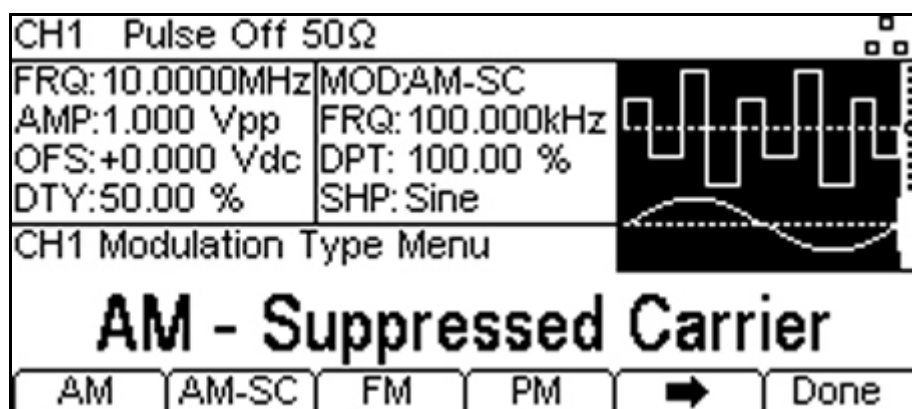 CH1 Pulse Off 50Ω
FRQ:10.0000MHz
AMP:1.000 Vpp
OFS:+0.000 Vdc
DTY:50.00 %
MOD:AM-SC
FRQ:100.000kHz
DPT: 100.00 %
SHP: Sine
CH1 Modulation Type Menu
AM - Suppressed Carrier
AM AM-SC FM PM Done